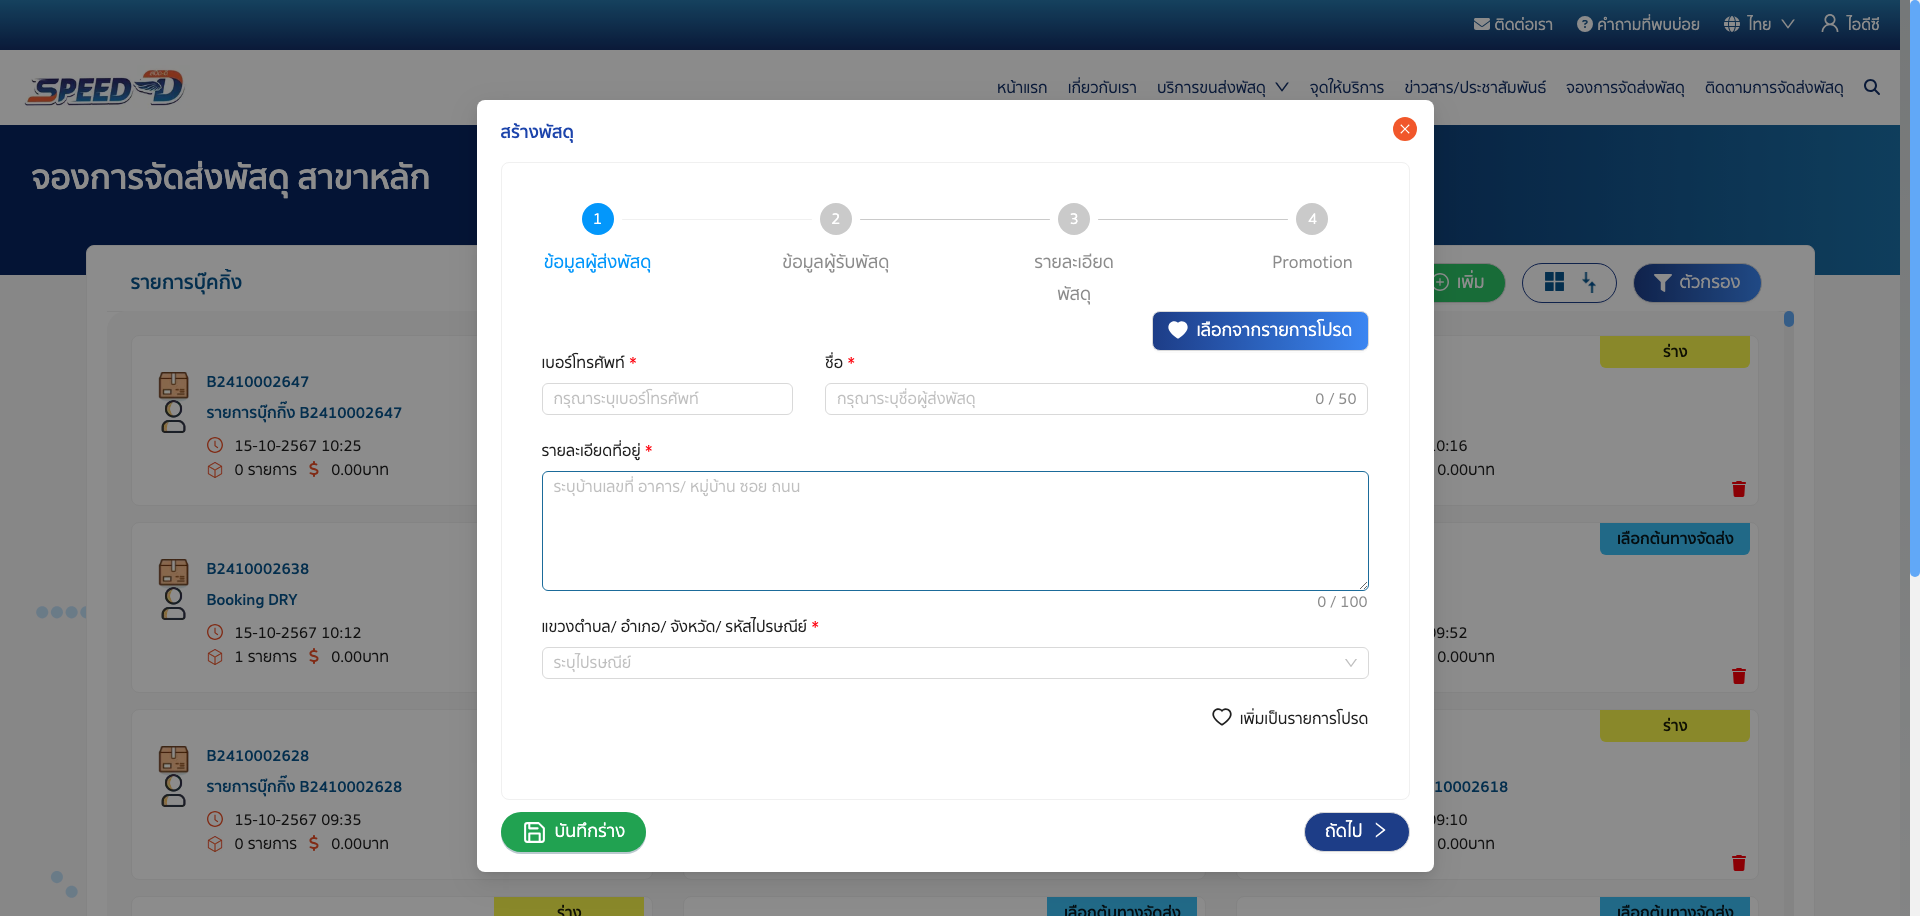 ติดต่อเรา
คำถามที่พบบ่อย
ไทย
ไอดีซี
SPEED-D
หน้าแรก
เกี่ยวกับเรา
บริการขนส่งพัสดุ
จุดให้บริการ
ข่าวสาร/ประชาสัมพันธ์
จองการจัดส่งพัสดุ
ติดตามการจัดส่งพัสดุ
จองการจัดส่งพัสดุ สาขาหลัก
รายการบุ๊คกิ้ง
เพิ่ม
ตัวกรอง
สร้างพัสดุ
1
2
3
4
ข้อมูลผู้ส่งพัสดุ
ข้อมูลผู้รับพัสดุ
รายละเอียด
พัสดุ
Promotion
เลือกจากรายการโปรด
เบอร์โทรศัพท์ *
กรุณาระบุเบอร์โทรศัพท์
ชื่อ *
กรุณาระบุชื่อผู้ส่งพัสดุ
0 / 50
รายละเอียดที่อยู่ *
ระบุบ้านเลขที่ อาคาร/ หมู่บ้าน ซอย ถนน
0 / 100
แขวงตำบล/ อำเภอ/ จังหวัด/ รหัสไปรษณีย์ *
ระบุไปรษณีย์
เพิ่มเป็นรายการโปรด
บันทึกร่าง
ถัดไป
B2410002647
รายการบุ๊กกิ๊ง B2410002647
15-10-2567 10:25
0 รายการ
0.00บาท
ร่าง
0:16
0.00บาท
B2410002638
Booking DRY
15-10-2567 10:12
1 รายการ
0.00บาท
เลือกต้นทางจัดส่ง
09:52
0.00บาท
B2410002628
รายการบุ๊กกิ๊ง B2410002628
15-10-2567 09:35
0 รายการ
0.00บาท
ร่าง
10002618
09:10
0.00บาท
ร่าง
เลือกต้นทางจัดส่ง
เลือกต้นทางจัดส่ง